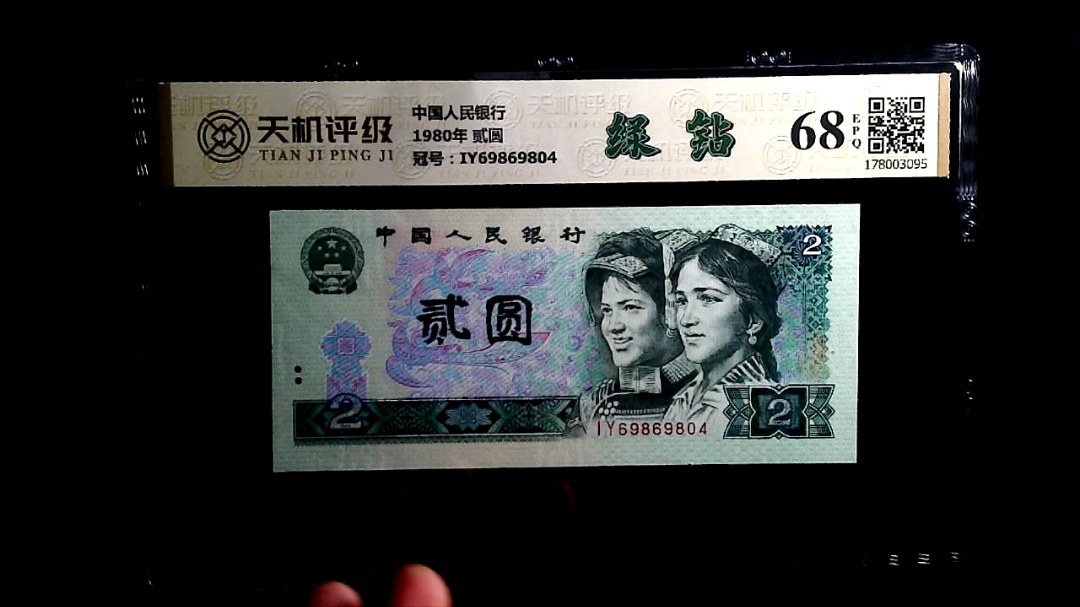 天机评级
TIAN JI PING JI
中国人民银行
1980年 贰圆
冠号：IY69869804
绿 钻
68
EPQ
178003095
中国人民银行
2
贰圆
2
IY69869804
2